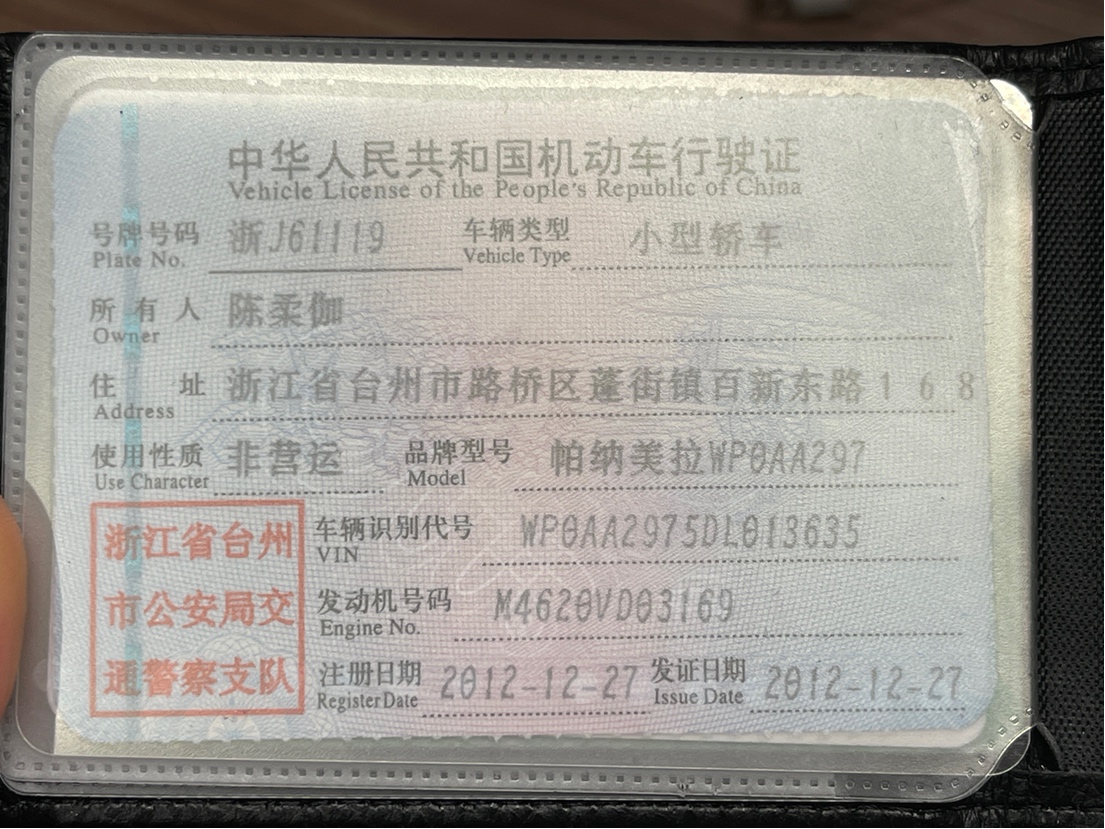 中华人民共和国机动车行驶证
Vehicle License of the People's Republic of China
号牌号码 浙J61119 车辆类型 小型轿车
Plate No. Vehicle Type
所有人 陈柔伽
Owner
住址 浙江省台州市路桥区蓬街镇百新东路168
Address
使用性质 非营运 品牌型号 帕纳美拉WP0AA297
Use Character Model
浙江省台州 车辆识别代号 WP0AA2975DL013635
VIN
市公安局交 发动机号码 M4620VD03169
Engine No.
通警察支队 注册日期 2012-12-27 发证日期 2012-12-27
Register Date Issue Date